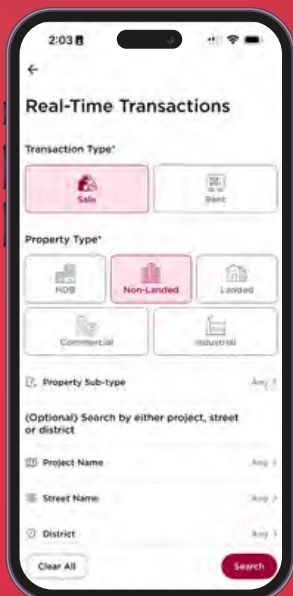 2:03
Real-Time Transactions
Transaction Type*
Sale
Rent
Property Type*
HDB
Non-Landed
Landed
Commercial
Industrial
Property Sub-type
Any >
(Optional) Search by either project, street
or district
Project Name
Any >
Street Name
Any >
District
Any >
Clear All
Search